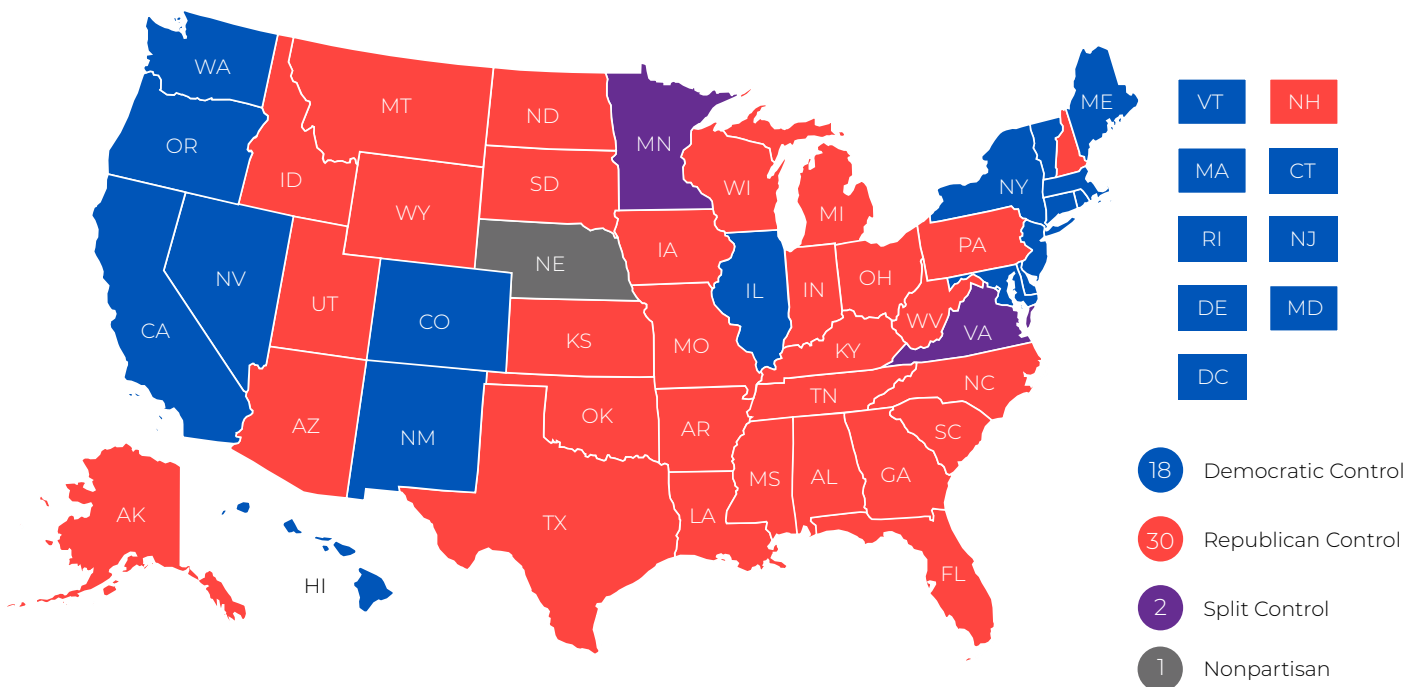 WA
OR
CA
NV
ID
MT
WY
UT
CO
AZ
NM
ND
SD
NE
KS
OK
TX
MN
IA
MO
AR
LA
WI
IL
MI
IN
OH
KY
TN
MS
AL
GA
FL
SC
NC
VA
WV
PA
NY
ME
AK
HI
VT NH
MA CT
RI NJ
DE MD
DC
18 Democratic Control
30 Republican Control
2 Split Control
1 Nonpartisan